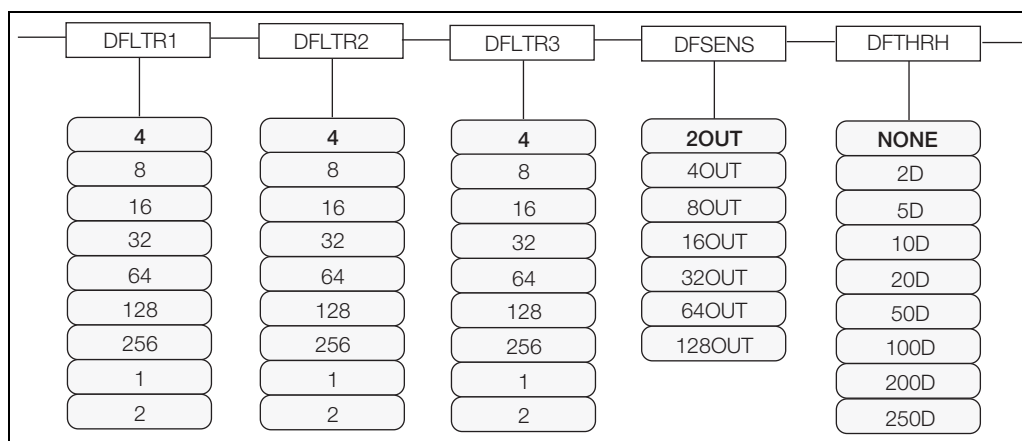 DFLTR1 DFLTR2 DFLTR3 DFSENS DFTHRH
4 4 4 2OUT NONE
8 8 8 4OUT 2D
16 16 16 8OUT 5D
32 32 32 16OUT 10D
64 64 64 32OUT 20D
128 128 128 64OUT 50D
256 256 256 128OUT 100D
1 1 1 200D
2 2 2 250D